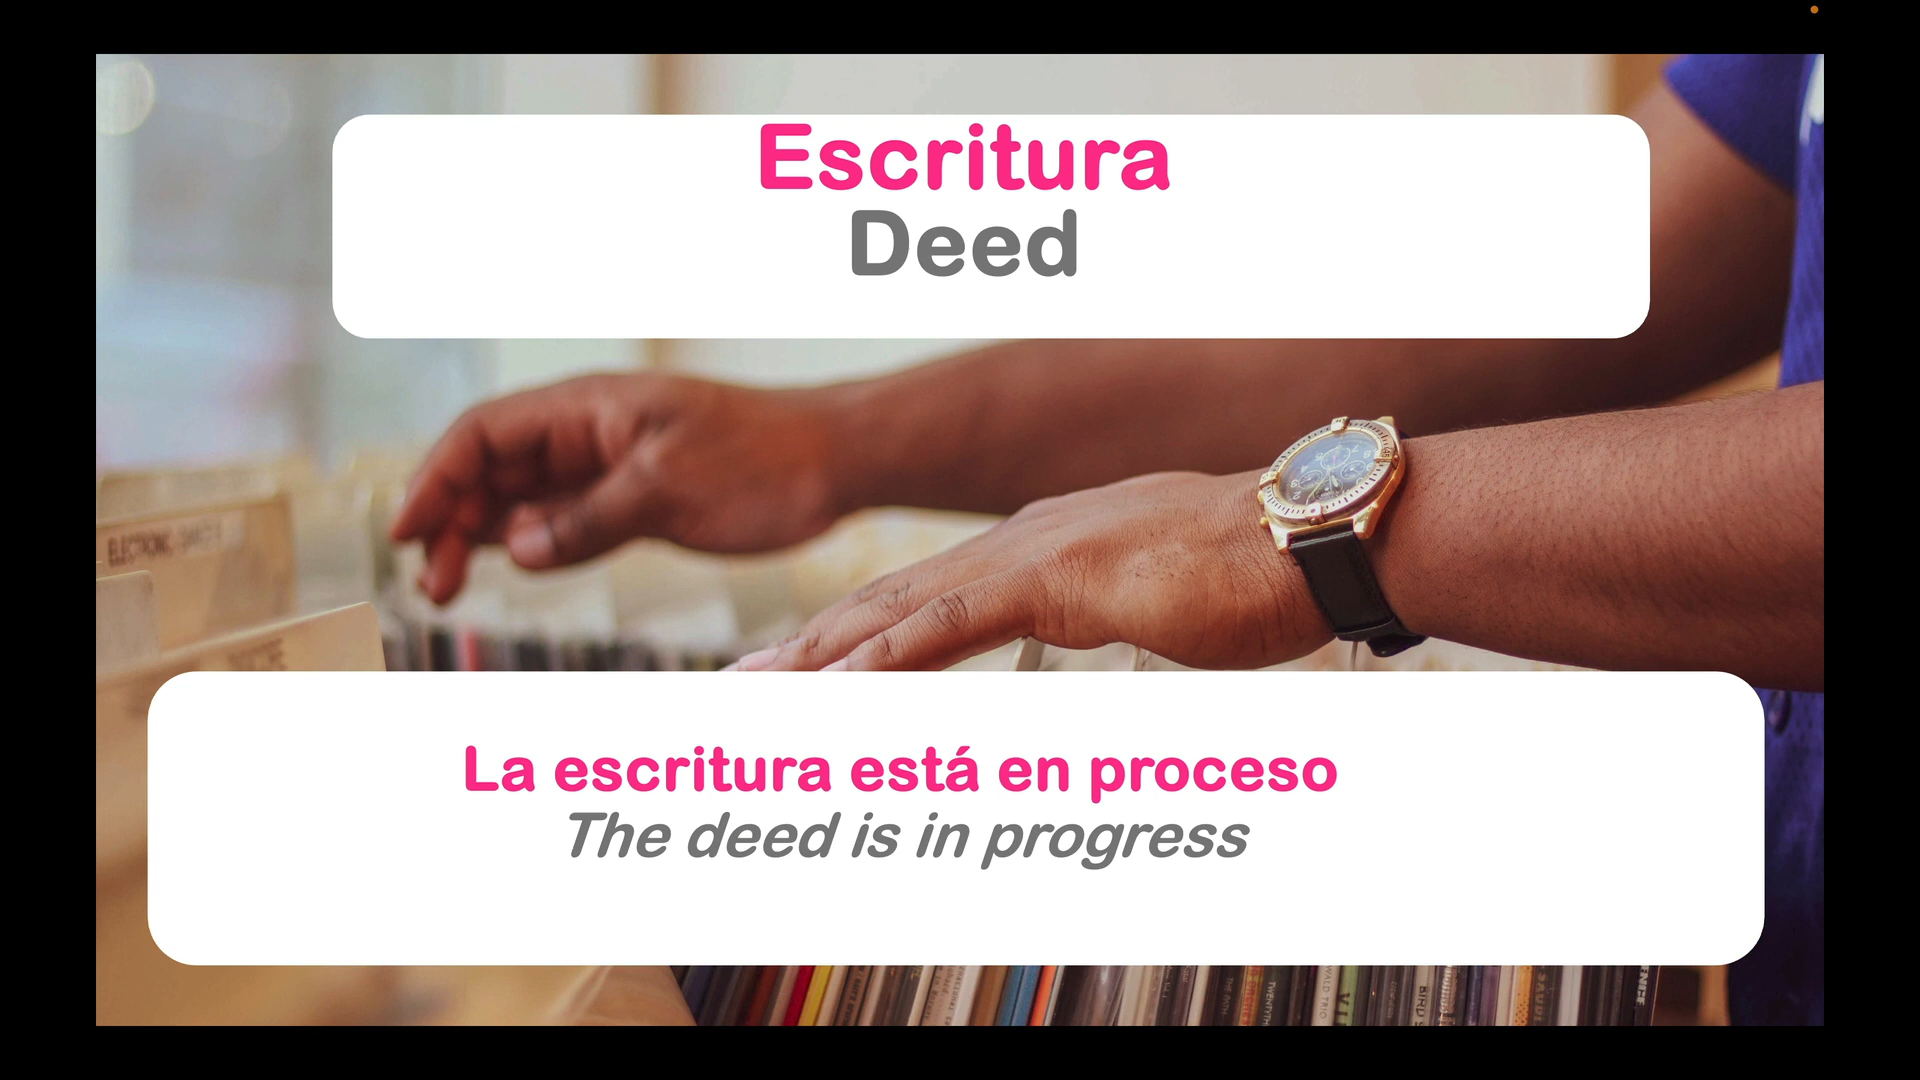 Escritura
Deed
La escritura está en proceso
The deed is in progress